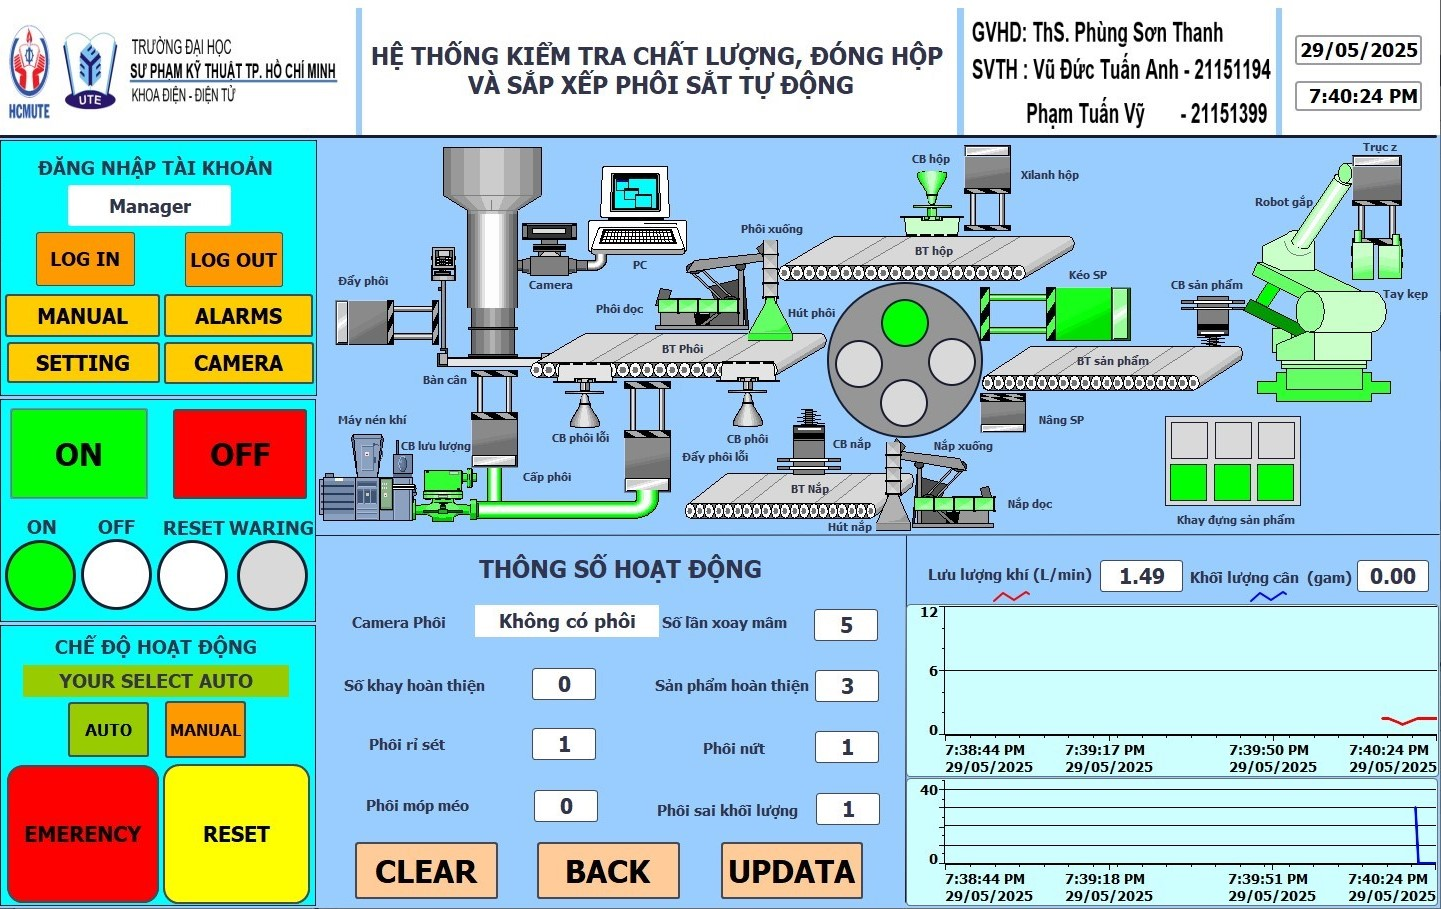 HCMUTE
UTE
TRƯỜNG ĐẠI HỌC
SƯ PHẠM KỸ THUẬT TP. HỒ CHÍ MINH
KHOA ĐIỆN - ĐIỆN TỬ
HỆ THỐNG KIỂM TRA CHẤT LƯỢNG, ĐÓNG HỘP
VÀ SẮP XẾP PHÔI SẮT TỰ ĐỘNG
GVHD: ThS. Phùng Sơn Thanh
SVTH : Vũ Đức Tuấn Anh - 21151194
Phạm Tuấn Vỹ - 21151399
29/05/2025
7:40:24 PM
ĐĂNG NHẬP TÀI KHOẢN
Manager
LOG IN
LOG OUT
MANUAL
ALARMS
SETTING
CAMERA
ON
OFF
ON
OFF
RESET
WARING
CHẾ ĐỘ HOẠT ĐỘNG
YOUR SELECT AUTO
AUTO
MANUAL
EMERENCY
RESET
CB hộp
Xilanh hộp
Trục z
Robot gắp
Phôi xuống
BT hộp
PC
Camera
Đẩy phôi
Kéo SP
CB sản phẩm
Tay kẹp
Phôi dọc
Hút phôi
BT Phôi
BT sản phẩm
Bàn cân
Máy nén khí
CB lưu lượng
CB phôi lỗi
CB phôi
CB nắp
Nắp xuống
Nâng SP
Cấp phôi
Đẩy phôi lỗi
BT Nắp
Nắp dọc
Hút nắp
Khay đựng sản phẩm
THÔNG SỐ HOẠT ĐỘNG
Camera Phôi
Không có phôi
Số lần xoay mâm
5
Số khay hoàn thiện
0
Sản phẩm hoàn thiện
3
Phôi rỉ sét
1
Phôi nứt
1
Phôi móp méo
0
Phôi sai khối lượng
1
CLEAR
BACK
UPDATA
Lưu lượng khí (L/min)
1.49
Khối lượng cân (gam)
0.00
12
6
0
7:38:44 PM 7:39:17 PM 7:39:50 PM 7:40:24 PM
29/05/2025 29/05/2025 29/05/2025 29/05/2025
40
0
7:38:44 PM 7:39:18 PM 7:39:51 PM 7:40:24 PM
29/05/2025 29/05/2025 29/05/2025 29/05/2025